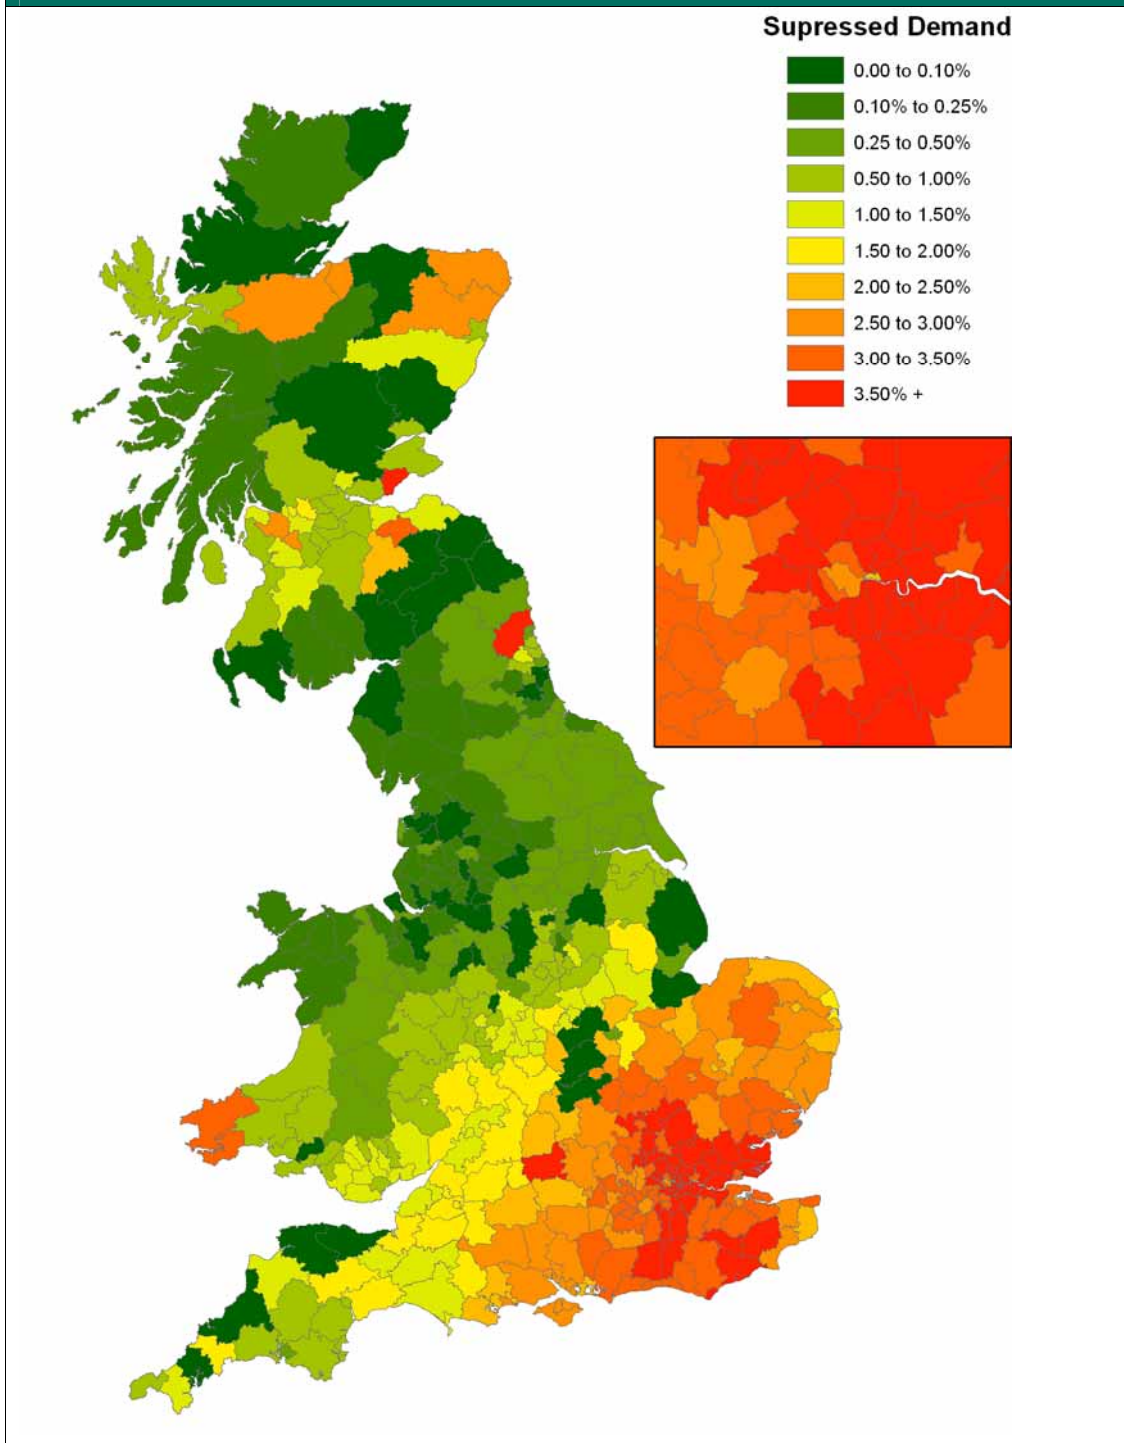 Supressed Demand
0.00 to 0.10%
0.10% to 0.25%
0.25 to 0.50%
0.50 to 1.00%
1.00 to 1.50%
1.50 to 2.00%
2.00 to 2.50%
2.50 to 3.00%
3.00 to 3.50%
3.50% +